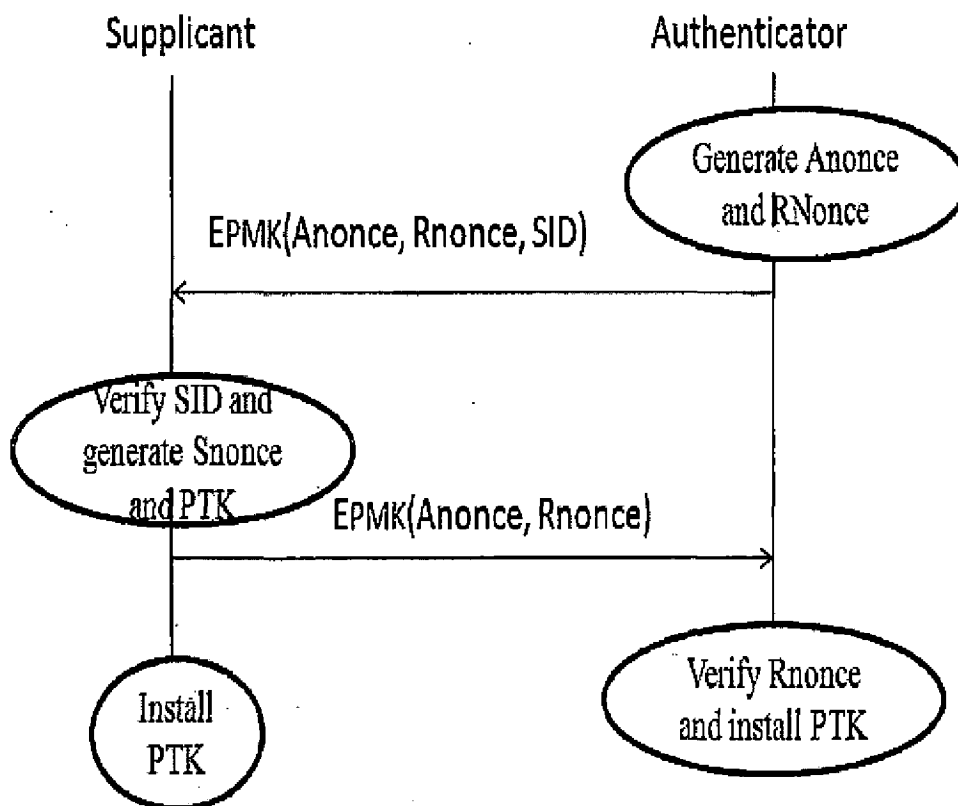 Supplicant
Authenticator
Generate Anonce
and RNonce
EPMK(Anonce, Rnonce, SID)
Verify SID and
generate Snonce
and PTK
EPMK(Anonce, Rnonce)
Verify Rnonce
and install PTK
Install
PTK